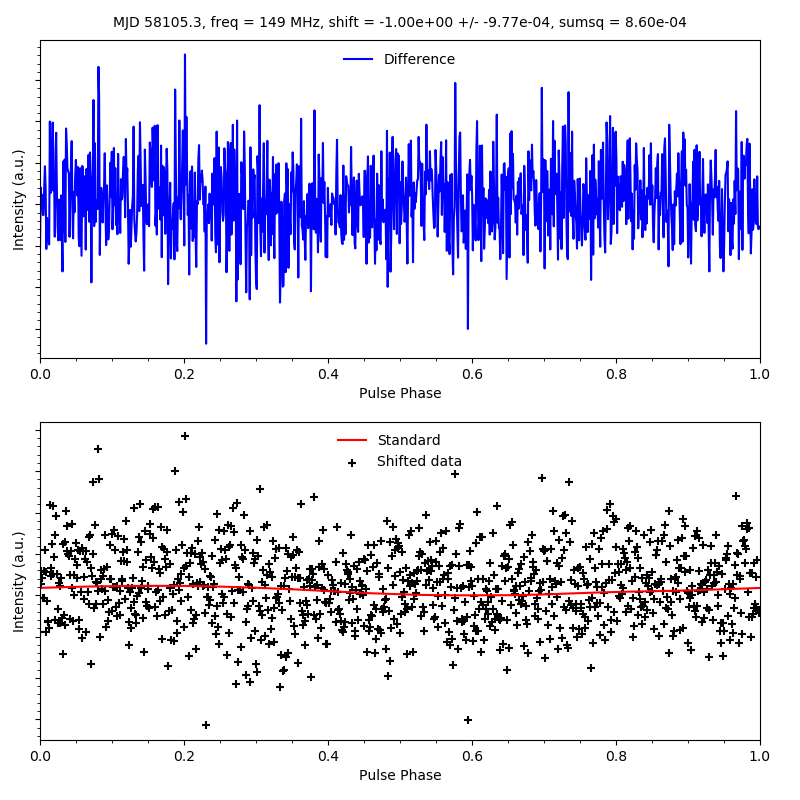 MJD 58105.3, freq = 149 MHz, shift = -1.00e+00 +/- -9.77e-04, sumsq = 8.60e-04
Difference
Intensity (a.u.)
0.0 0.2 0.4 0.6 0.8 1.0
Pulse Phase
Standard
Shifted data
Intensity (a.u.)
0.0 0.2 0.4 0.6 0.8 1.0
Pulse Phase